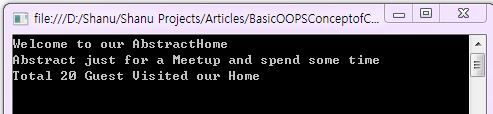 file:///D:/Shanu/Shanu Projects/Articles/BasicOOPSConceptofC...
Welcome to our AbstractHome
Abstract just for a Meetup and spend some time
Total 20 Guest Visited our Home